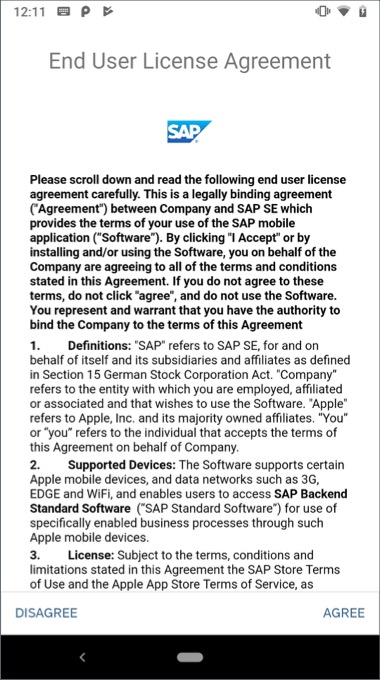 12:11
End User License Agreement
SAP
Please scroll down and read the following end user license
agreement carefully. This is a legally binding agreement
("Agreement") between Company and SAP SE which
provides the terms of your use of the SAP mobile
application (“Software”). By clicking "I Accept" or by
installing and/or using the Software, you on behalf of the
Company are agreeing to all of the terms and conditions
stated in this Agreement. If you do not agree to these
terms, do not click "agree", and do not use the Software.
You represent and warrant that you have the authority to
bind the Company to the terms of this Agreement
1. Definitions: "SAP" refers to SAP SE, for and on
behalf of itself and its subsidiaries and affiliates as defined
in Section 15 German Stock Corporation Act. "Company”
refers to the entity with which you are employed, affiliated
or associated and that wishes to use the Software. "Apple"
refers to Apple, Inc. and its majority owned affiliates. “You”
or “you” refers to the individual that accepts the terms of
this Agreement on behalf of Company.
2. Supported Devices: The Software supports certain
Apple mobile devices, and data networks such as 3G,
EDGE and WiFi, and enables users to access SAP Backend
Standard Software (“SAP Standard Software”) for use of
specifically enabled business processes through such
Apple mobile devices.
3. License: Subject to the terms, conditions and
limitations stated in this Agreement the SAP Store Terms
of Use and the Apple App Store Terms of Service, as
DISAGREE
AGREE